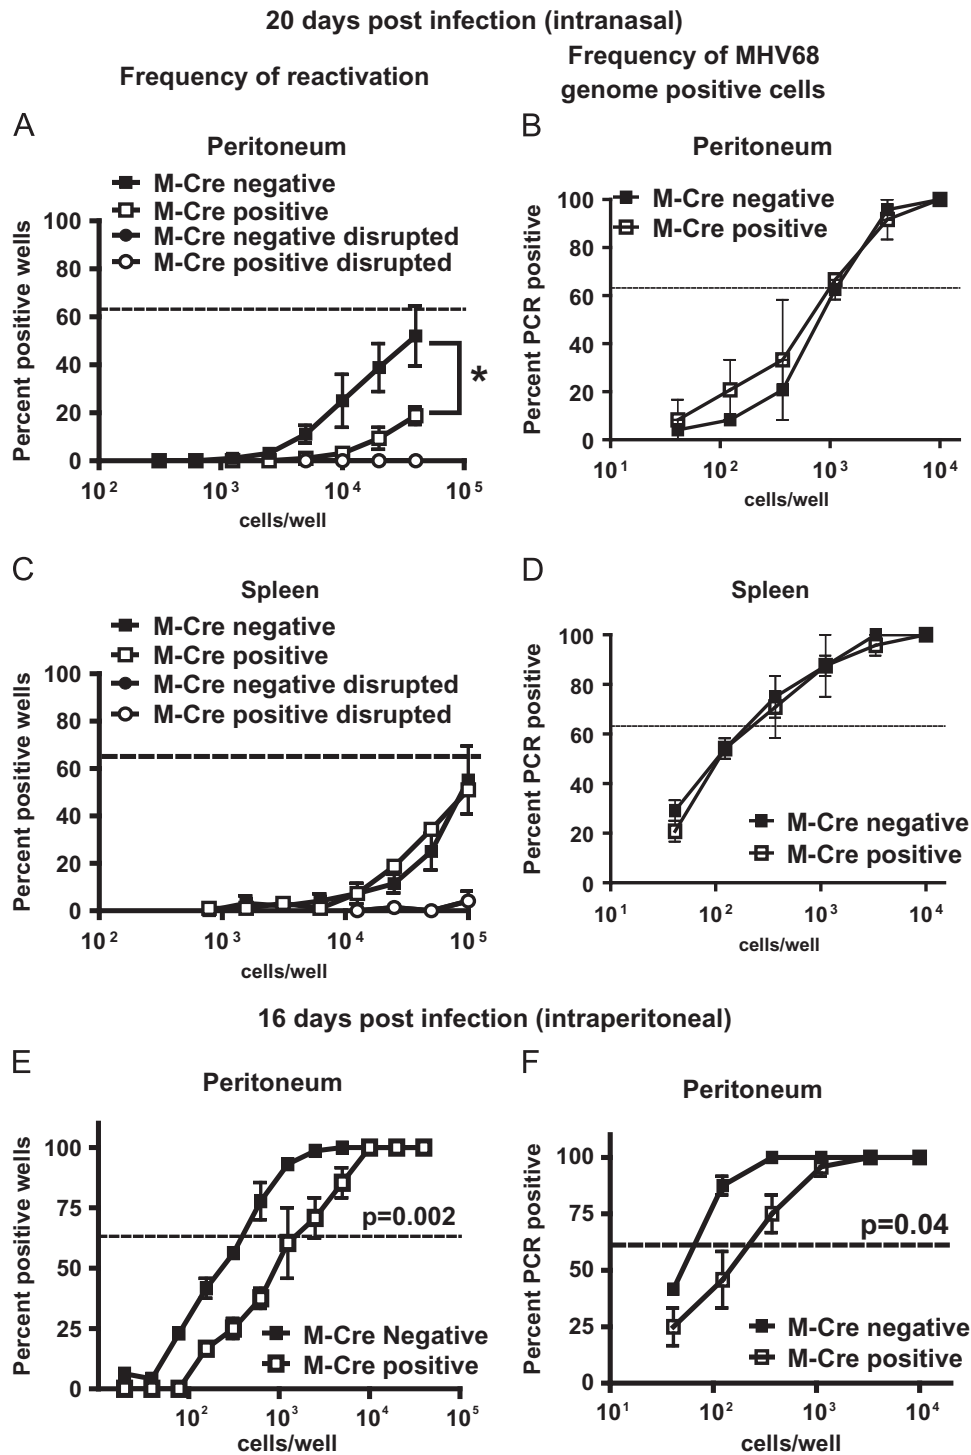 20 days post infection (intranasal)
Frequency of reactivation
Frequency of MHV68
genome positive cells
A
Peritoneum
M-Cre negative
M-Cre positive
M-Cre negative disrupted
M-Cre positive disrupted
Percent positive wells
100
80
60
40
20
0
*
10²
10³
10⁴
10⁵
cells/well
B
Peritoneum
M-Cre negative
M-Cre positive
Percent PCR positive
100
80
60
40
20
0
10¹
10²
10³
10⁴
cells/well
C
Spleen
M-Cre negative
M-Cre positive
M-Cre negative disrupted
M-Cre positive disrupted
Percent positive wells
100
80
60
40
20
0
10²
10³
10⁴
10⁵
cells/well
D
Spleen
Percent PCR positive
100
80
60
40
20
0
M-Cre negative
M-Cre positive
10¹
10²
10³
10⁴
cells/well
16 days post infection (intraperitoneal)
E
Peritoneum
Percent positive wells
100
75
50
25
0
p=0.002
M-Cre Negative
M-Cre positive
10²
10³
10⁴
10⁵
cells/well
F
Peritoneum
Percent PCR positive
100
75
50
25
0
p=0.04
M-Cre negative
M-Cre positive
10¹
10²
10³
10⁴
cells/well